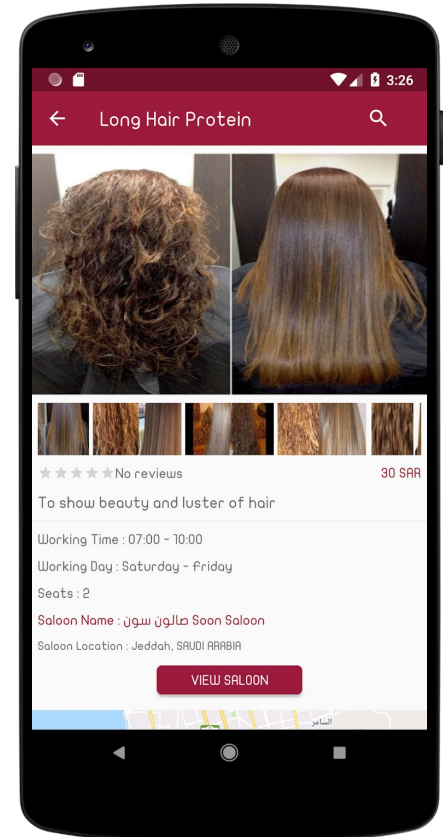 3:26
Long Hair Protein
No reviews
30 SAR
To show beauty and luster of hair
Working Time : 07:00 - 10:00
Working Day : Saturday - Friday
Seats : 2
Saloon Name : صالون سون Soon Saloon
Saloon Location : Jeddah, SAUDI ARABIA
VIEW SALOON
السامر